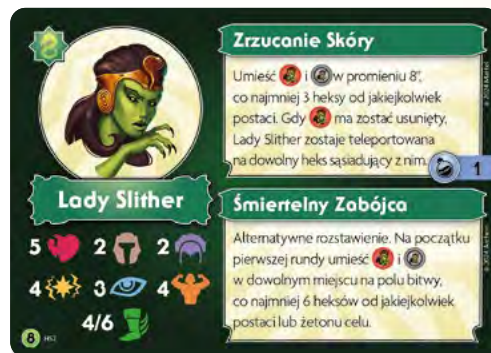 8
Lady Slither
5 2 2
4 3 4
4/6
8 HS2
Zrzucanie Skóry
Umieść i w promieniu 8",
co najmniej 3 heksy od jakiejkolwiek
postaci. Gdy ma zostać usunięty,
Lady Slither zostaje teleportowana
na dowolny heks sąsiadujący z nim.
1
Śmiertelny Zabójca
Alternatywne rozstawienie. Na początku
pierwszej rundy umieść i
w dowolnym miejscu na polu bitwy,
co najmniej 6 heksów od jakiejkolwiek
postaci lub żetonu celu.